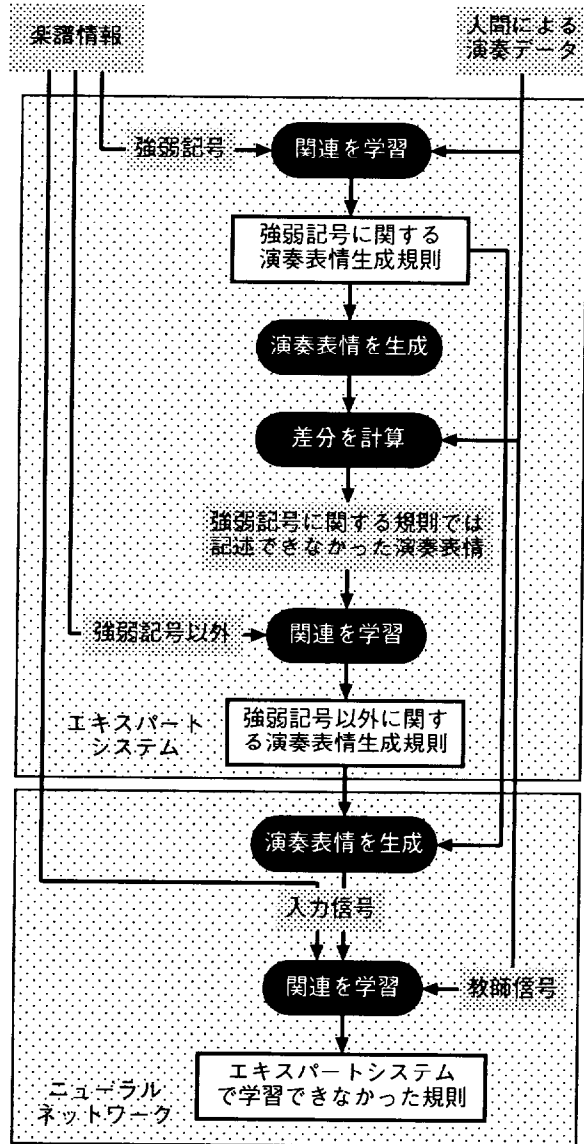 楽譜情報
人間による
演奏データ
強弱記号
関連を学習
強弱記号に関する
演奏表情生成規則
演奏表情を生成
差分を計算
強弱記号に関する規則では
記述できなかった演奏表情
強弱記号以外
関連を学習
エキスパート
システム
強弱記号以外に関す
る演奏表情生成規則
演奏表情を生成
入力信号
関連を学習
教師信号
エキスパートシステム
で学習できなかった規則
ニューラル
ネットワーク